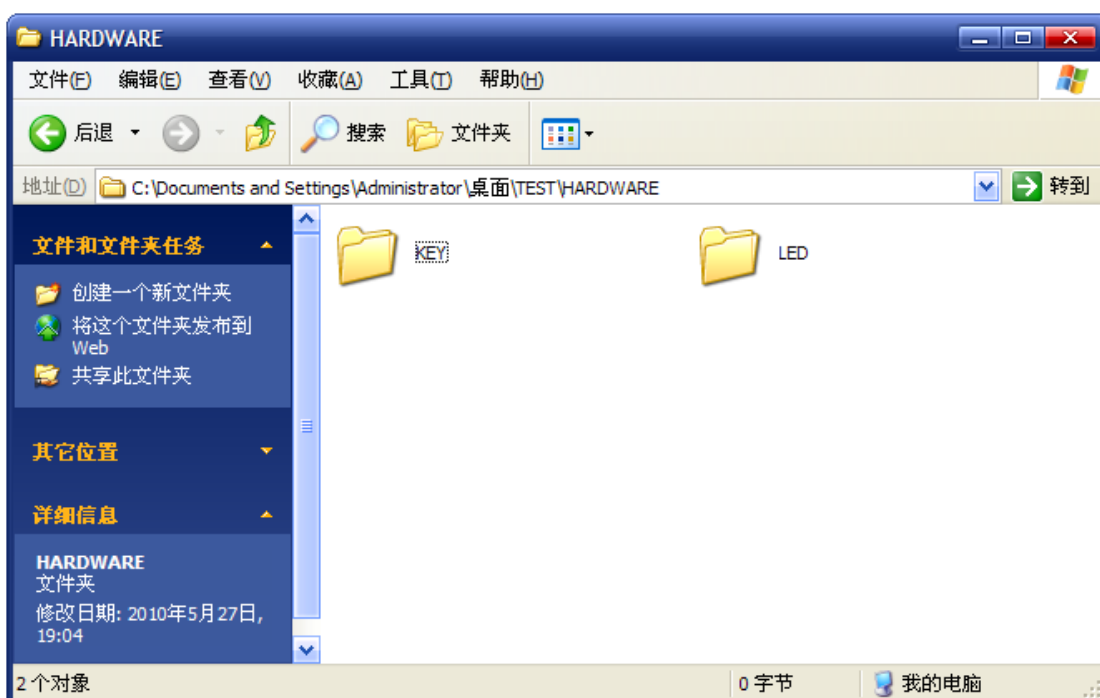 HARDWARE
文件(F) 编辑(E) 查看(V) 收藏(A) 工具(T) 帮助(H)
后退 搜索 文件夹
地址(D) C:\Documents and Settings\Administrator\桌面\TEST\HARDWARE 转到
文件和文件夹任务
创建一个新文件夹
将这个文件夹发布到
Web
共享此文件夹
其它位置
详细信息
HARDWARE
文件夹
修改日期: 2010年5月27日,
19:04
KEY LED
2 个对象 0 字节 我的电脑